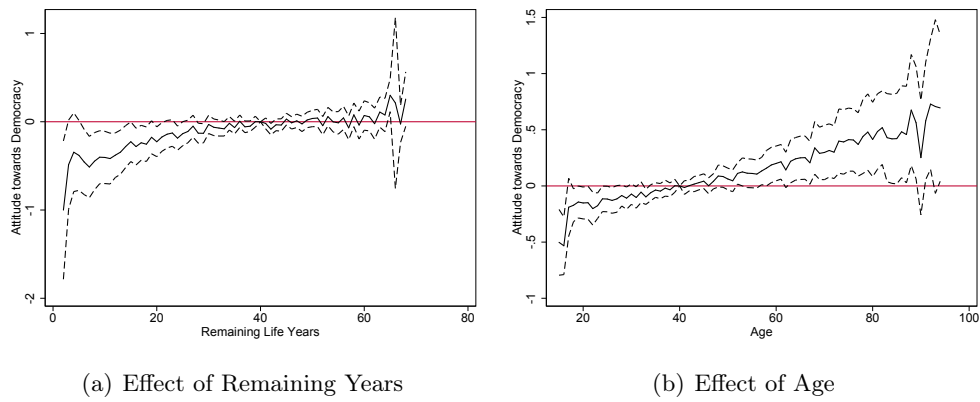 Attitude towards Democracy
1
0
-1
-2
0 20 40 60 80
Remaining Life Years
(a) Effect of Remaining Years
Attitude towards Democracy
1.5
1
.5
0
-.5
-1
20 40 60 80 100
Age
(b) Effect of Age